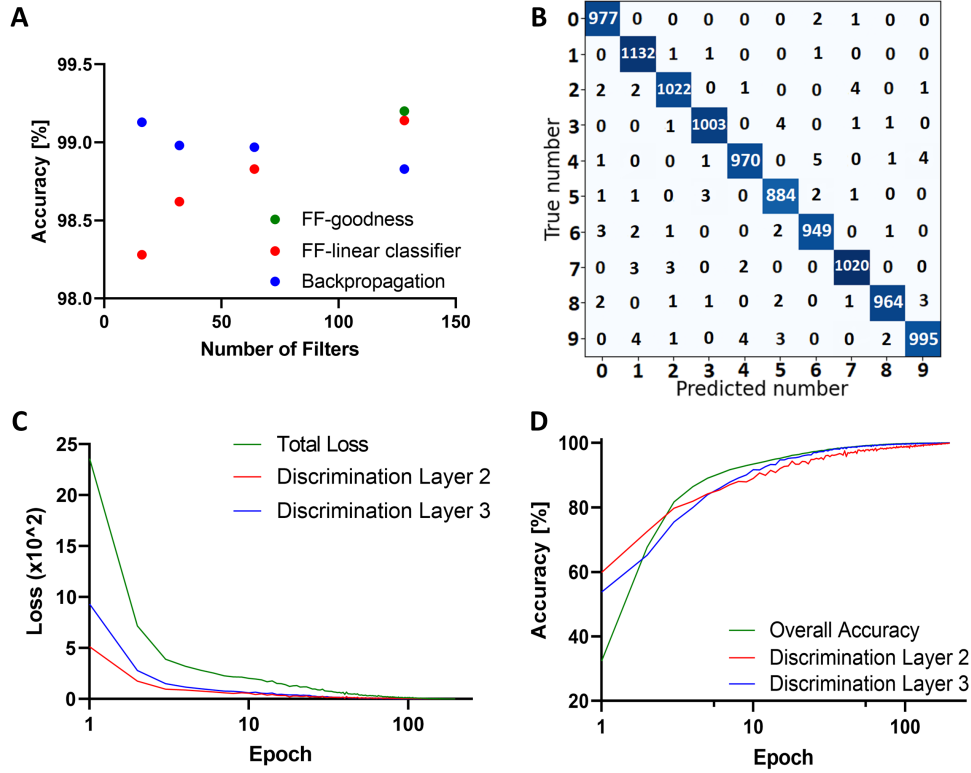 A
99.5
99.0
98.5
98.0
Accuracy [%]
0 50 100 150
Number of Filters
FF-goodness
FF-linear classifier
Backpropagation
B
True number
0 977 0 0 0 0 0 2 1 0 0
1 0 1132 1 1 0 0 1 0 0 0
2 2 2 1022 0 1 0 0 4 0 1
3 0 0 1 1003 0 4 0 1 1 0
4 1 0 0 1 970 0 5 0 1 4
5 1 1 0 3 0 884 2 1 0 0
6 3 2 1 0 0 2 949 0 1 0
7 0 3 3 0 2 0 0 1020 0 0
8 2 0 1 1 0 2 0 1 964 3
9 0 4 1 0 4 3 0 0 2 995
0 1 2 3 4 5 6 7 8 9
Predicted number
C
25
20
15
10
5
0
Loss (x10^2)
1 10 100
Epoch
Total Loss
Discrimination Layer 2
Discrimination Layer 3
D
100
80
60
40
20
Accuracy [%]
1 10 100
Epoch
Overall Accuracy
Discrimination Layer 2
Discrimination Layer 3